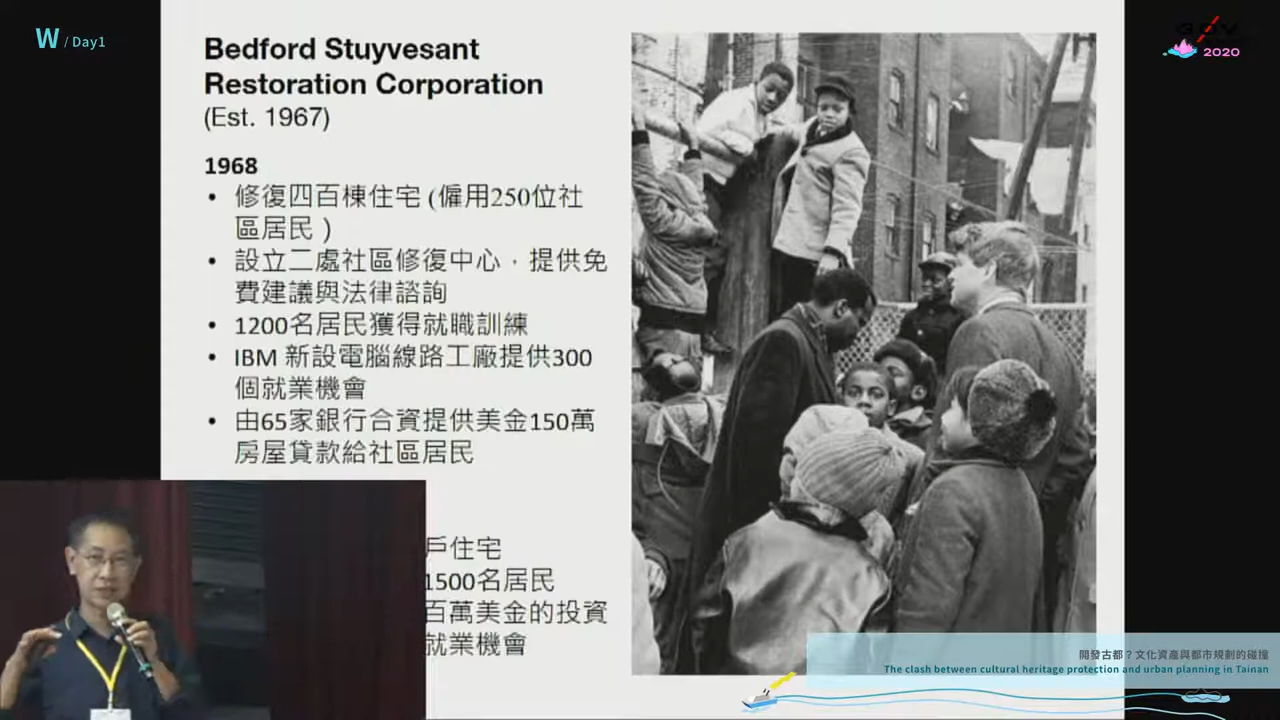 W / Day1
G0V
2020
Bedford Stuyvesant
Restoration Corporation
(Est. 1967)
1968
• 修復四百棟住宅 (僱用250位社
區居民 )
• 設立二處社區修復中心，提供免
費建議與法律諮詢
• 1200名居民獲得就職訓練
• IBM 新設電腦線路工廠提供300
個就業機會
• 由65家銀行合資提供美金150萬
房屋貸款給社區居民
戶住宅
1500名居民
百萬美金的投資
就業機會
開發古都？文化資產與都市規劃的碰撞
The clash between cultural heritage protection and urban planning in Tainan